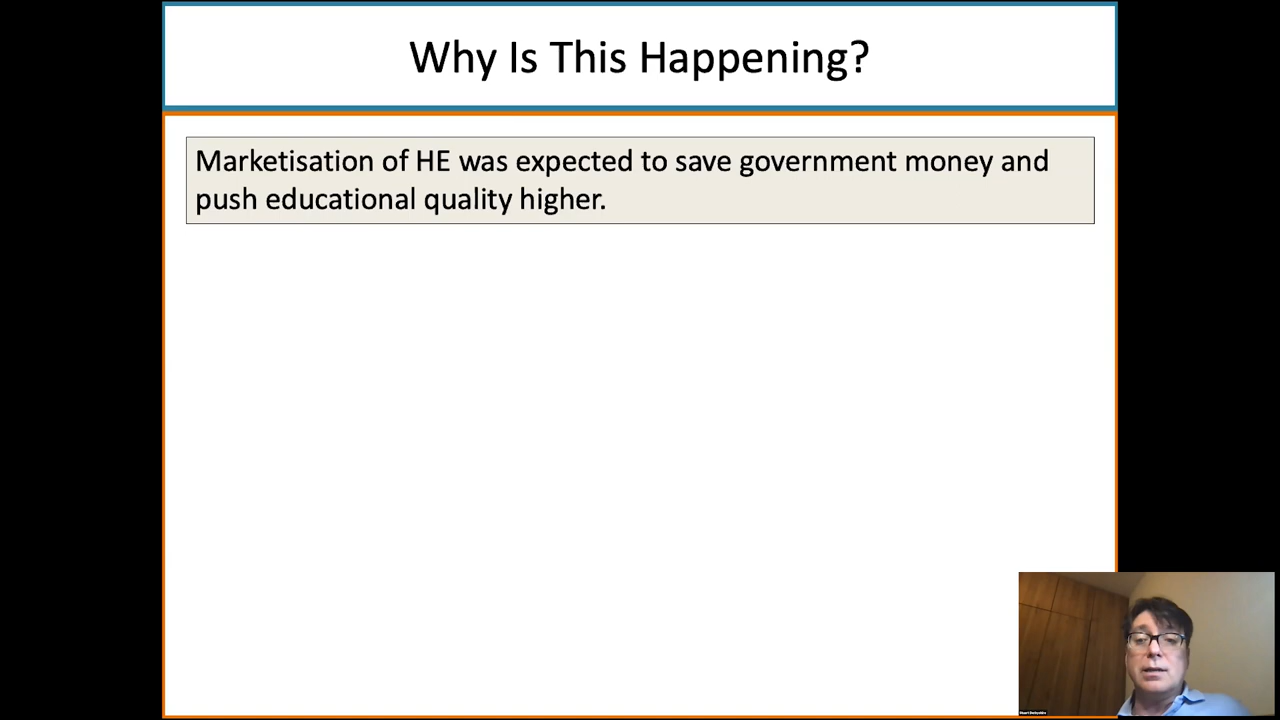 Why Is This Happening?
Marketisation of HE was expected to save government money and
push educational quality higher.